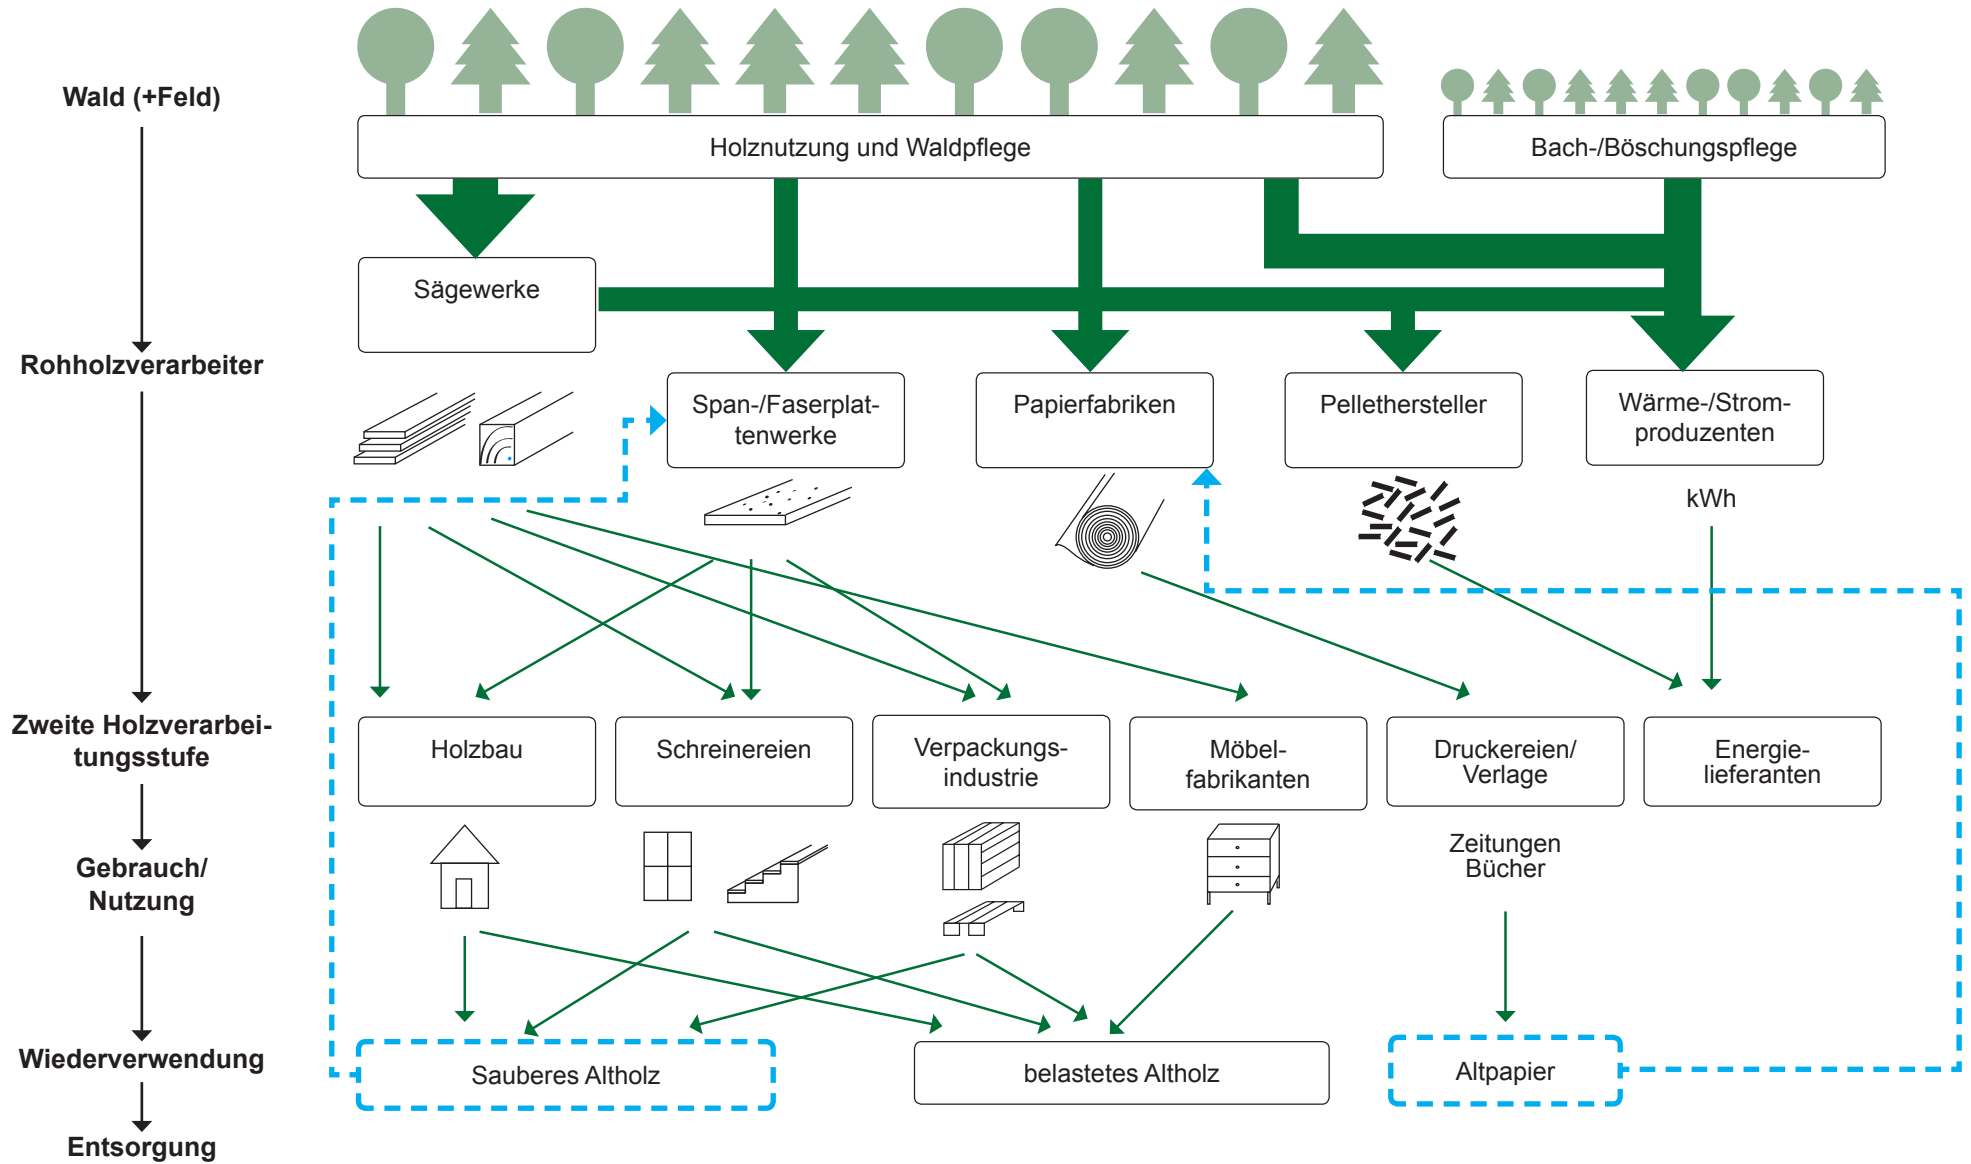 Wald (+Feld)
Holznutzung und Waldpflege
Bach-/Böschungspflege
Sägewerke
Rohholzverarbeiter
Span-/Faserplat-
tenwerke
Papierfabriken
Pellethersteller
Wärme-/Strom-
produzenten
kWh
Zweite Holzverarbei-
tungsstufe
Holzbau
Schreinereien
Verpackungs-
industrie
Möbel-
fabrikanten
Druckereien/
Verlage
Energie-
lieferanten
Gebrauch/
Nutzung
Zeitungen
Bücher
Wiederverwendung
Sauberes Altholz
belastetes Altholz
Altpapier
Entsorgung